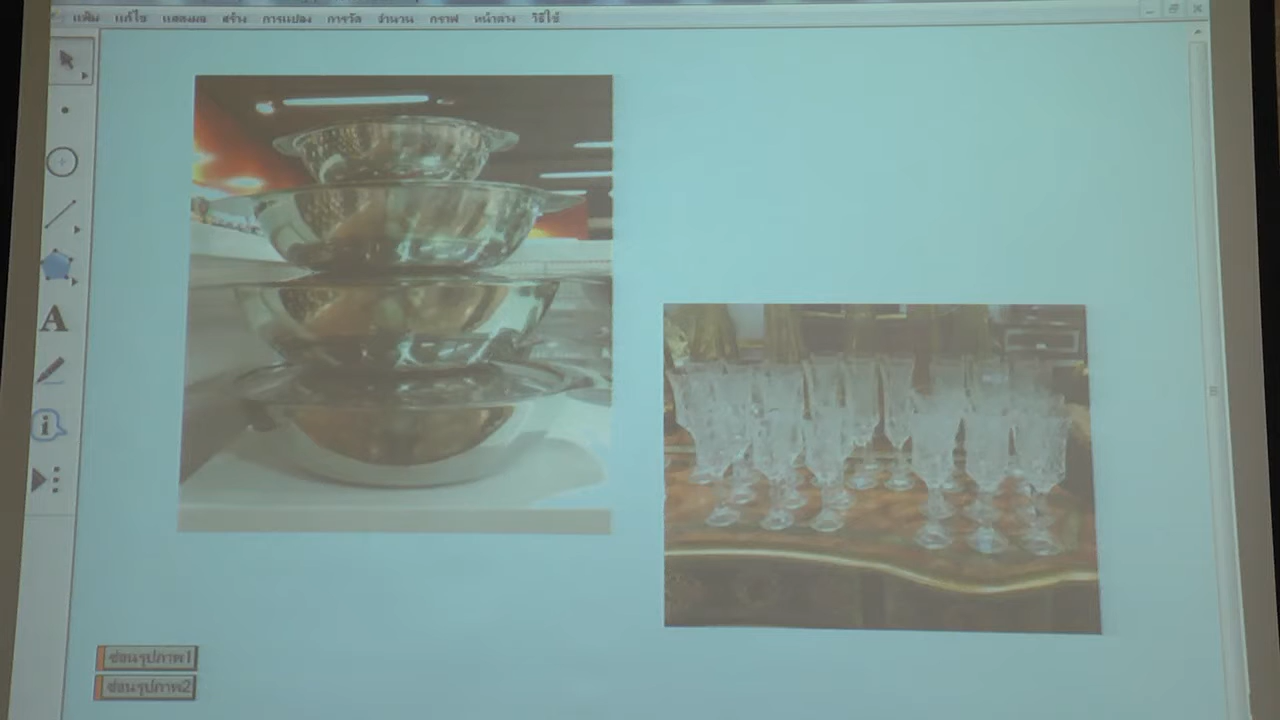 แฟ้ม แก้ไข แสดงผล สร้าง การแปลง การวัด จำนวน กราฟ หน้าต่าง วิธีใช้
A
i
ซ่อนรูปภาพ1
ซ่อนรูปภาพ2